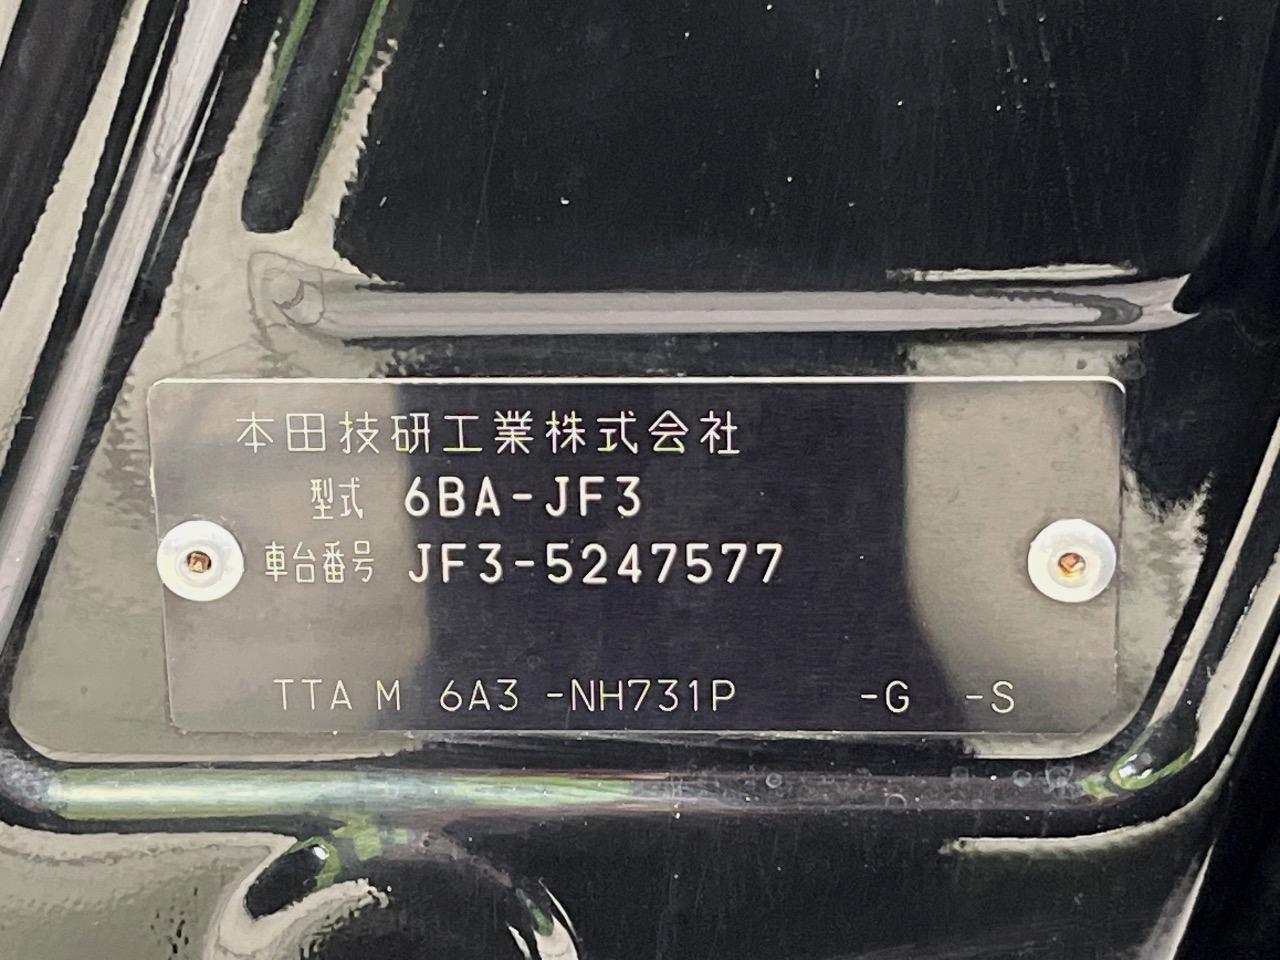 本田技研工業株式会社
型式 6BA-JF3
車台番号 JF3-5247577
TTA M 6A3 -NH731P -G -S